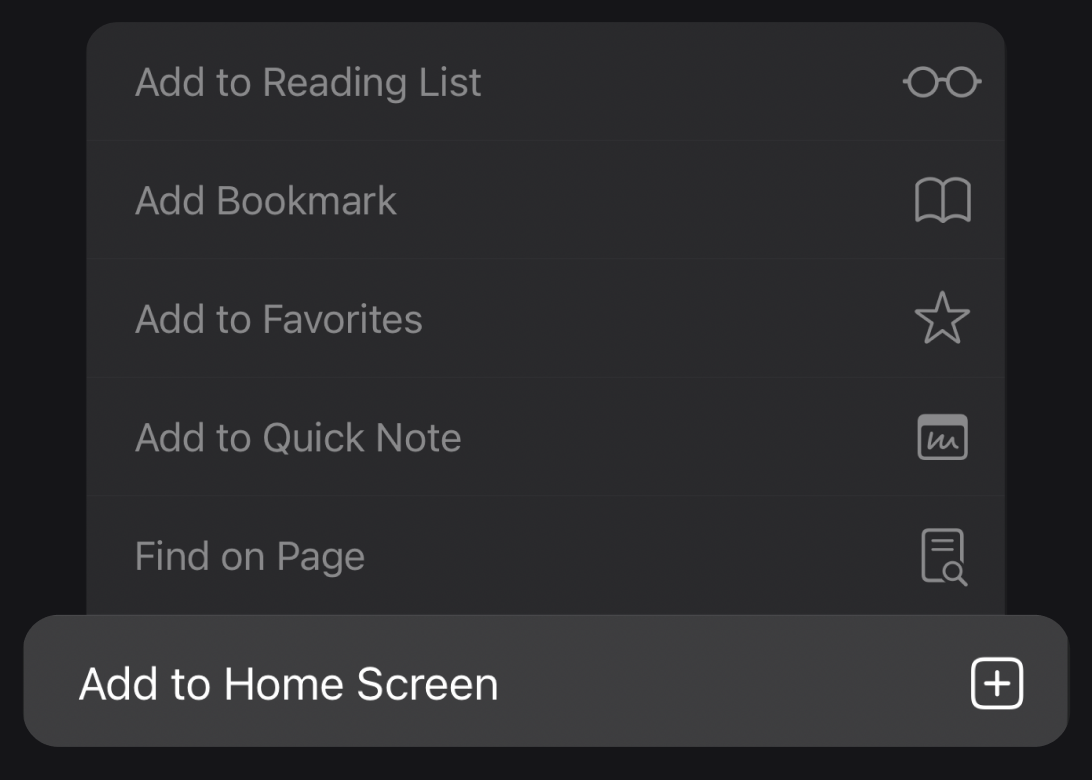 Add to Reading List
Add Bookmark
Add to Favorites
Add to Quick Note
Find on Page
Add to Home Screen